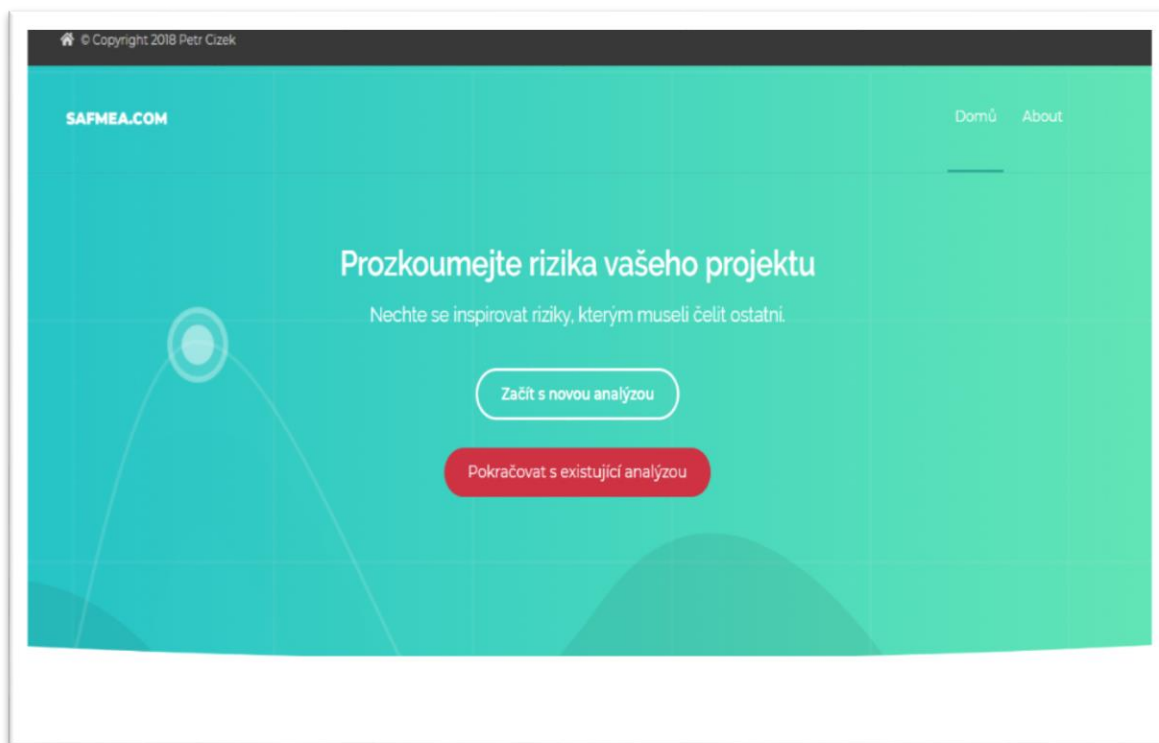 © Copyright 2018 Petr Cizek
SAFMEA.COM
Domů About
Prozkoumejte rizika vašeho projektu
Nechte se inspirovat riziky, kterým museli čelit ostatní.
Začít s novou analýzou
Pokračovat s existující analýzou